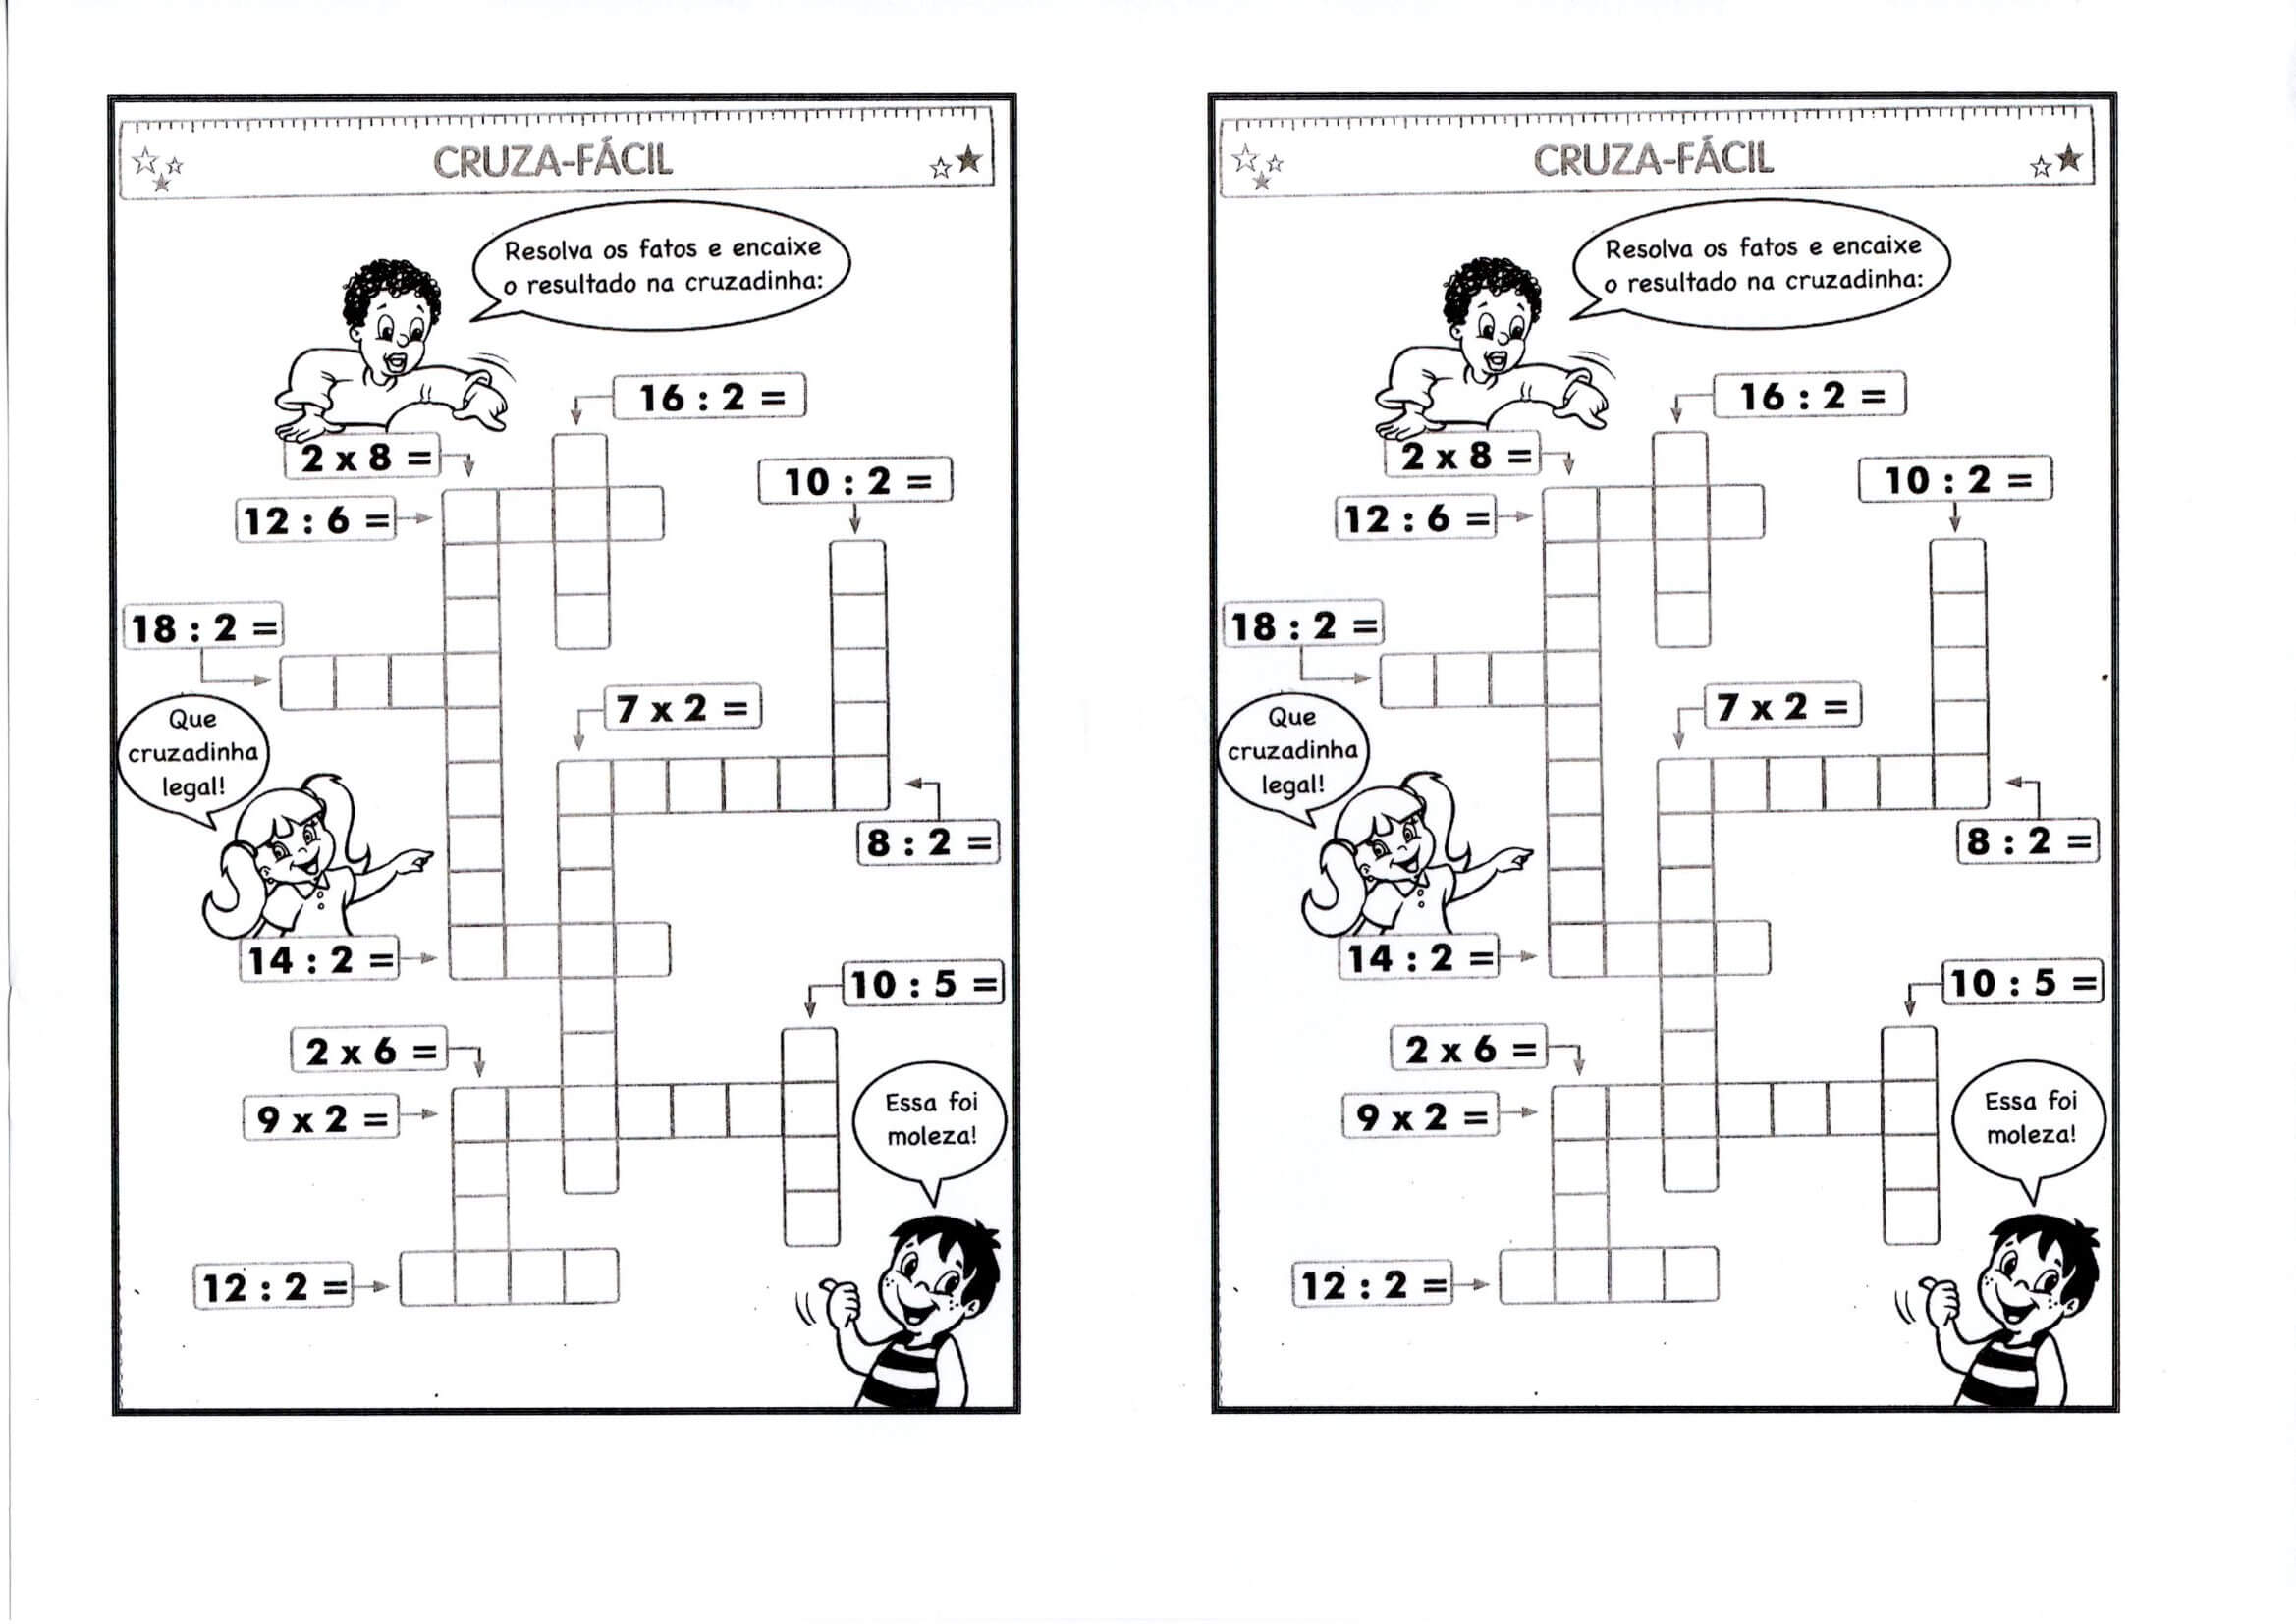 CRUZA-FÁCIL
Resolva os fatos e encaixe
o resultado na cruzadinha:
16 : 2 =
2 x 8 =
10 : 2 =
12 : 6 =
18 : 2 =
7 x 2 =
Que
cruzadinha
legal!
8 : 2 =
14 : 2 =
10 : 5 =
2 x 6 =
9 x 2 =
Essa foi
moleza!
12 : 2 =
CRUZA-FÁCIL
Resolva os fatos e encaixe
o resultado na cruzadinha:
16 : 2 =
2 x 8 =
10 : 2 =
12 : 6 =
18 : 2 =
7 x 2 =
Que
cruzadinha
legal!
8 : 2 =
14 : 2 =
10 : 5 =
2 x 6 =
9 x 2 =
Essa foi
moleza!
12 : 2 =